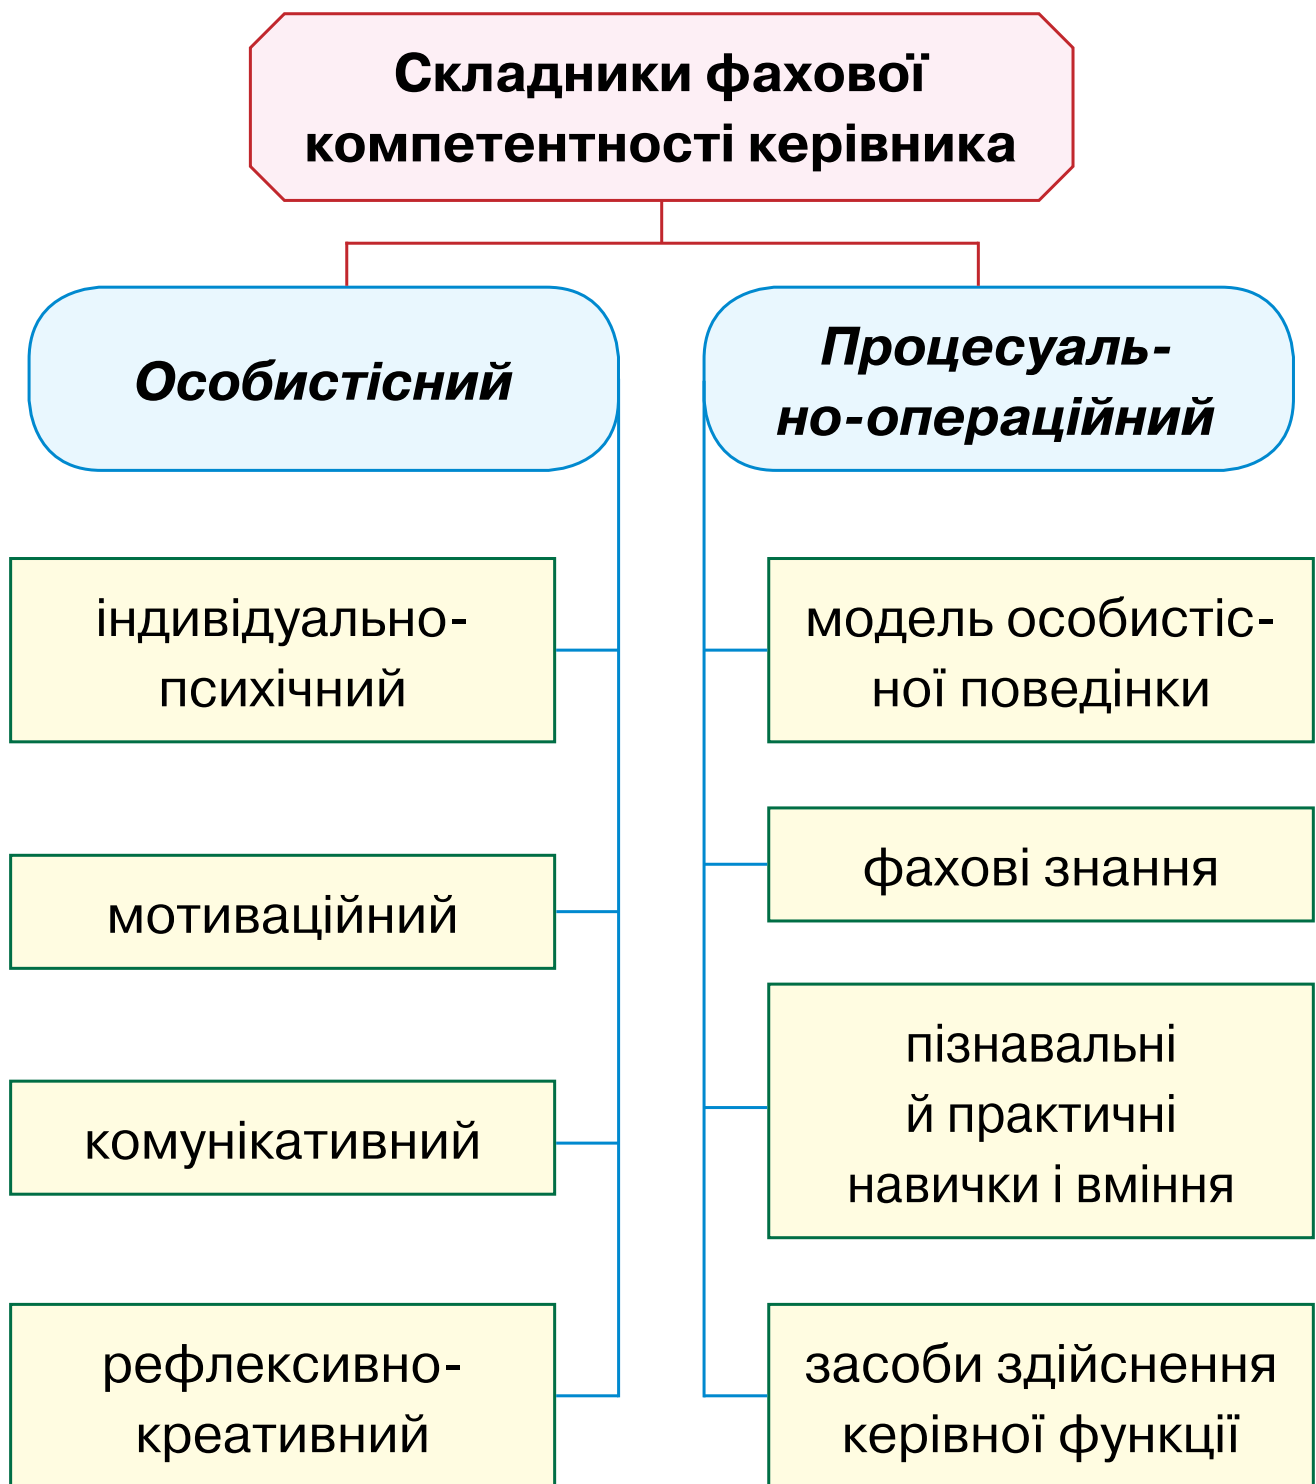 Складники фахової
компетентності керівника
Особистісний
Процесуаль-
но-операційний
індивідуально-
психічний
мотиваційний
комунікативний
рефлексивно-
креативний
модель особистіс-
ної поведінки
фахові знання
пізнавальні
й практичні
навички і вміння
засоби здійснення
керівної функції